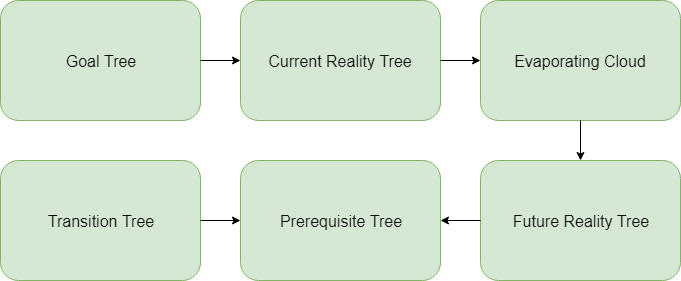 Goal Tree
Current Reality Tree
Evaporating Cloud
Transition Tree
Prerequisite Tree
Future Reality Tree